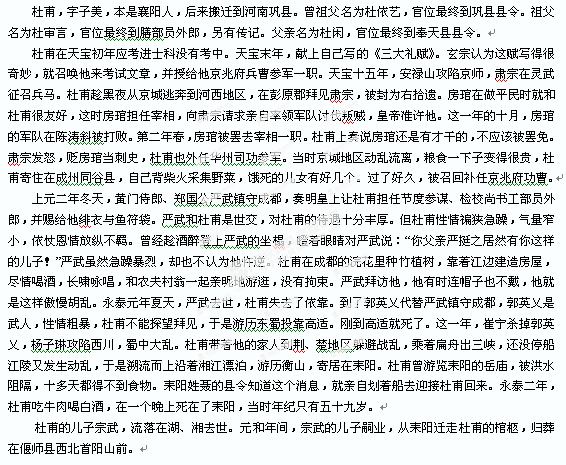 杜甫，字子美，本是襄阳人，后来搬迁到河南巩县。曾祖父名为杜依艺，官位最终到巩县县令。祖父
名为杜审言，官位最终到膳部员外郎，另有传记。父亲名为杜闲，官位最终到奉天县县令。
杜甫在天宝初年应考进士科没有考中。天宝末年，献上自己写的《三大礼赋》。玄宗认为这赋写得很
奇妙，就召唤他来考试文章，并授给他京兆府兵曹参军一职。天宝十五年，安禄山攻陷京师，肃宗在灵武
征召兵马。杜甫趁黑夜从京城逃奔到河西地区，在彭原郡拜见肃宗，被封为右拾遗。房琯在做平民时就和
杜甫很友好，这时房琯担任宰相，向肃宗请求亲自率领军队讨伐叛贼，皇帝准许他。这一年的十月，房琯
的军队在陈涛斜被打败。第二年春，房琯被罢去宰相一职。杜甫上奏说房琯还是有才干的，不应该被罢免。
肃宗发怒，贬房琯当刺史，杜甫也外任华州司功参军。当时京城地区动乱流离，粮食一下子变得很贵，杜
甫寄住在成州同谷县，自己背柴火采集野菜，饿死的儿女有好几个。过了好久，被召回补任京兆府功曹。
上元二年冬天，黄门侍郎、郑国公严武镇守成都，奏明皇上让杜甫担任节度参谋、检校尚书工部员外
郎，并赐给他绯衣与鱼符袋。严武和杜甫是世交，对杜甫的待遇十分丰厚。但杜甫性情褊狭急躁，气量窄
小，依仗恩情放纵不羁。曾经趁酒醉登上严武的坐榻，瞪着眼睛对严武说：“你父亲严挺之居然有你这样
的儿子！”严武虽然急躁暴烈，却也不认为他忤逆。杜甫在成都的浣花里种竹植树，靠着江边建造房屋，
尽情喝酒，长啸咏唱，和农夫村翁一起亲昵地游逛，没有拘束。严武拜访他，他有时连帽子也不戴，他就
是这样傲慢胡乱。永泰元年夏天，严武去世，杜甫失去了依靠。到了郭英乂代替严武镇守成都，郭英乂是
武人，性情粗暴，杜甫不能探望拜见，于是游历东蜀投靠高适。刚到高适就死了。这一年，崔宁杀掉郭英
乂，杨子琳攻陷西川，蜀中大乱。杜甫带着他的家人到荆、楚地区躲避战乱，乘着扁舟出三峡，还没停船
江陵又发生动乱，于是溯流而上沿着湘江漂泊，游历衡山，寄居在耒阳。杜甫曾游览耒阳的岳庙，被洪水
阻隔，十多天都得不到食物。耒阳姓聂的县令知道这个消息，就亲自划着船去迎接杜甫回来。永泰二年，
杜甫吃牛肉喝白酒，在一个晚上死在了耒阳，当时年纪只有五十九岁。
杜甫的儿子宗武，流落在湖、湘去世。元和年间，宗武的儿子嗣业，从耒阳迁走杜甫的棺柩，归葬
在偃师县西北首阳山前。